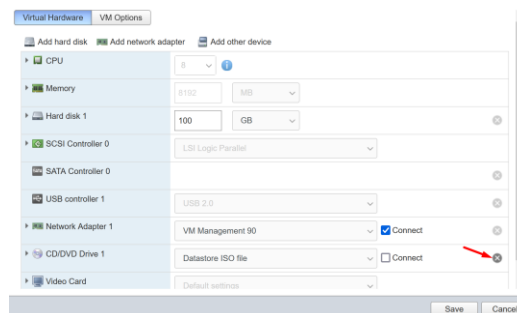 Virtual Hardware VM Options
Add hard disk Add network adapter Add other device
CPU 8
Memory 8192 MB
Hard disk 1 100 GB
SCSI Controller 0 LSI Logic Parallel
SATA Controller 0
USB controller 1 USB 2.0
Network Adapter 1 VM Management 90 Connect
CD/DVD Drive 1 Datastore ISO file Connect
Video Card Default settings
Save Cancel